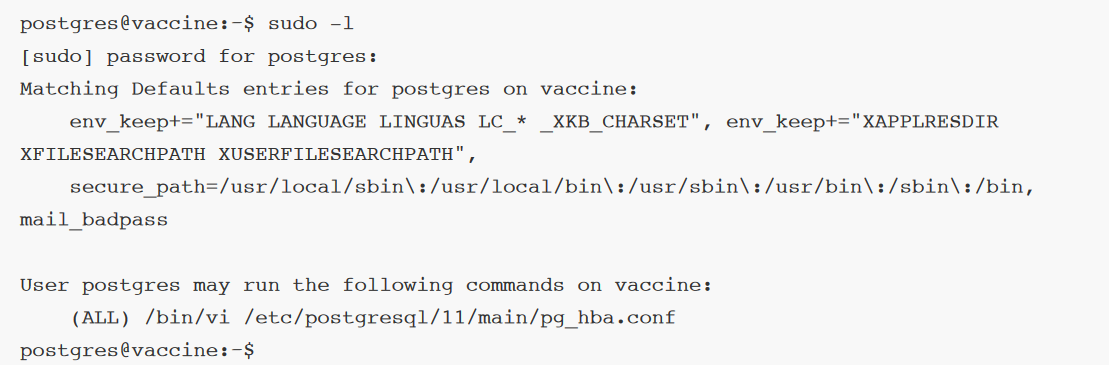 postgres@vaccine:~$ sudo -l
[sudo] password for postgres:
Matching Defaults entries for postgres on vaccine:
    env_keep+="LANG LANGUAGE LINGUAS LC_* _XKB_CHARSET", env_keep+="XAPPLRESDIR
XFILESEARCHPATH XUSERFILESEARCHPATH",
    secure_path=/usr/local/sbin\:/usr/local/bin\:/usr/sbin\:/usr/bin\:/sbin\:/bin,
mail_badpass

User postgres may run the following commands on vaccine:
    (ALL) /bin/vi /etc/postgresql/11/main/pg_hba.conf
postgres@vaccine:~$